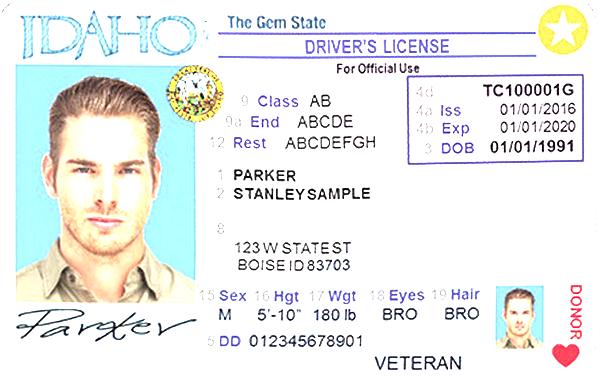 IDAHO
The Gem State
DRIVER'S LICENSE
For Official Use
9 Class AB
9a End ABCDE
12 Rest ABCDEFGH
4d TC100001G
4a Iss 01/01/2016
4b Exp 01/01/2020
3 DOB 01/01/1991
1 PARKER
2 STANLEYSAMPLE
8
123 W STATE ST
BOISE ID 83703
15 Sex 16 Hgt 17 Wgt 18 Eyes 19 Hair
M 5'-10" 180 lb BRO BRO
5 DD 012345678901
VETERAN
DONOR
Parker